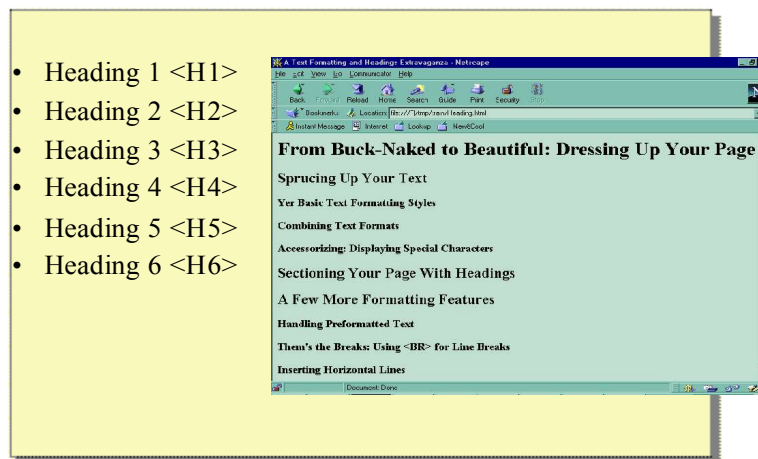 • Heading 1 <H1>
• Heading 2 <H2>
• Heading 3 <H3>
• Heading 4 <H4>
• Heading 5 <H5>
• Heading 6 <H6>
A Text Formatting and Headings Extravaganza - Netscape
File Edit View Go Communicator Help
Back Forward Reload Home Search Guide Print Security Stop
Bookmarks Location:
Instant Message Internet Lookup New&Cool
From Buck-Naked to Beautiful: Dressing Up Your Page
Sprucing Up Your Text
Yer Basic Text Formatting Styles
Combining Text Formats
Accessorizing: Displaying Special Characters
Sectioning Your Page With Headings
A Few More Formatting Features
Handling Preformatted Text
Them's the Breaks: Using <BR> for Line Breaks
Inserting Horizontal Lines
Document: Done